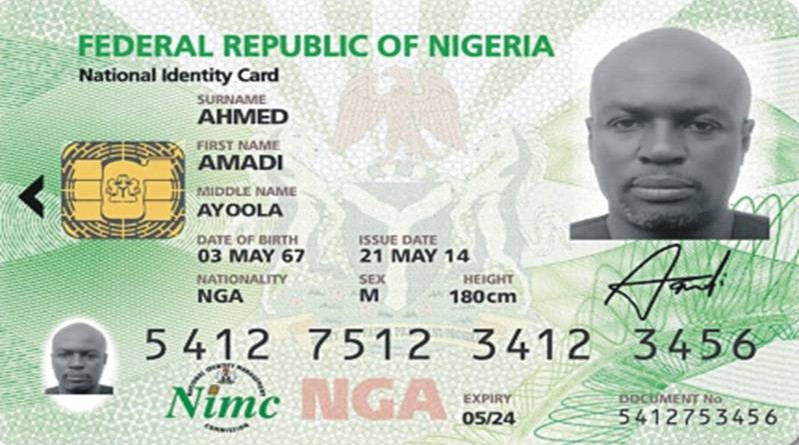 FEDERAL REPUBLIC OF NIGERIA
National Identity Card
SURNAME
AHMED
FIRST NAME
AMADI
MIDDLE NAME
AYOOLA
DATE OF BIRTH ISSUE DATE
03 MAY 67 21 MAY 14
NATIONALITY SEX HEIGHT
NGA M 180cm
Amadi
5412 7512 3412 3456
NATIONAL IDENTITY MANAGEMENT
Nimc
COMMISSION
NGA
EXPIRY
05/24
DOCUMENT No
5412753456